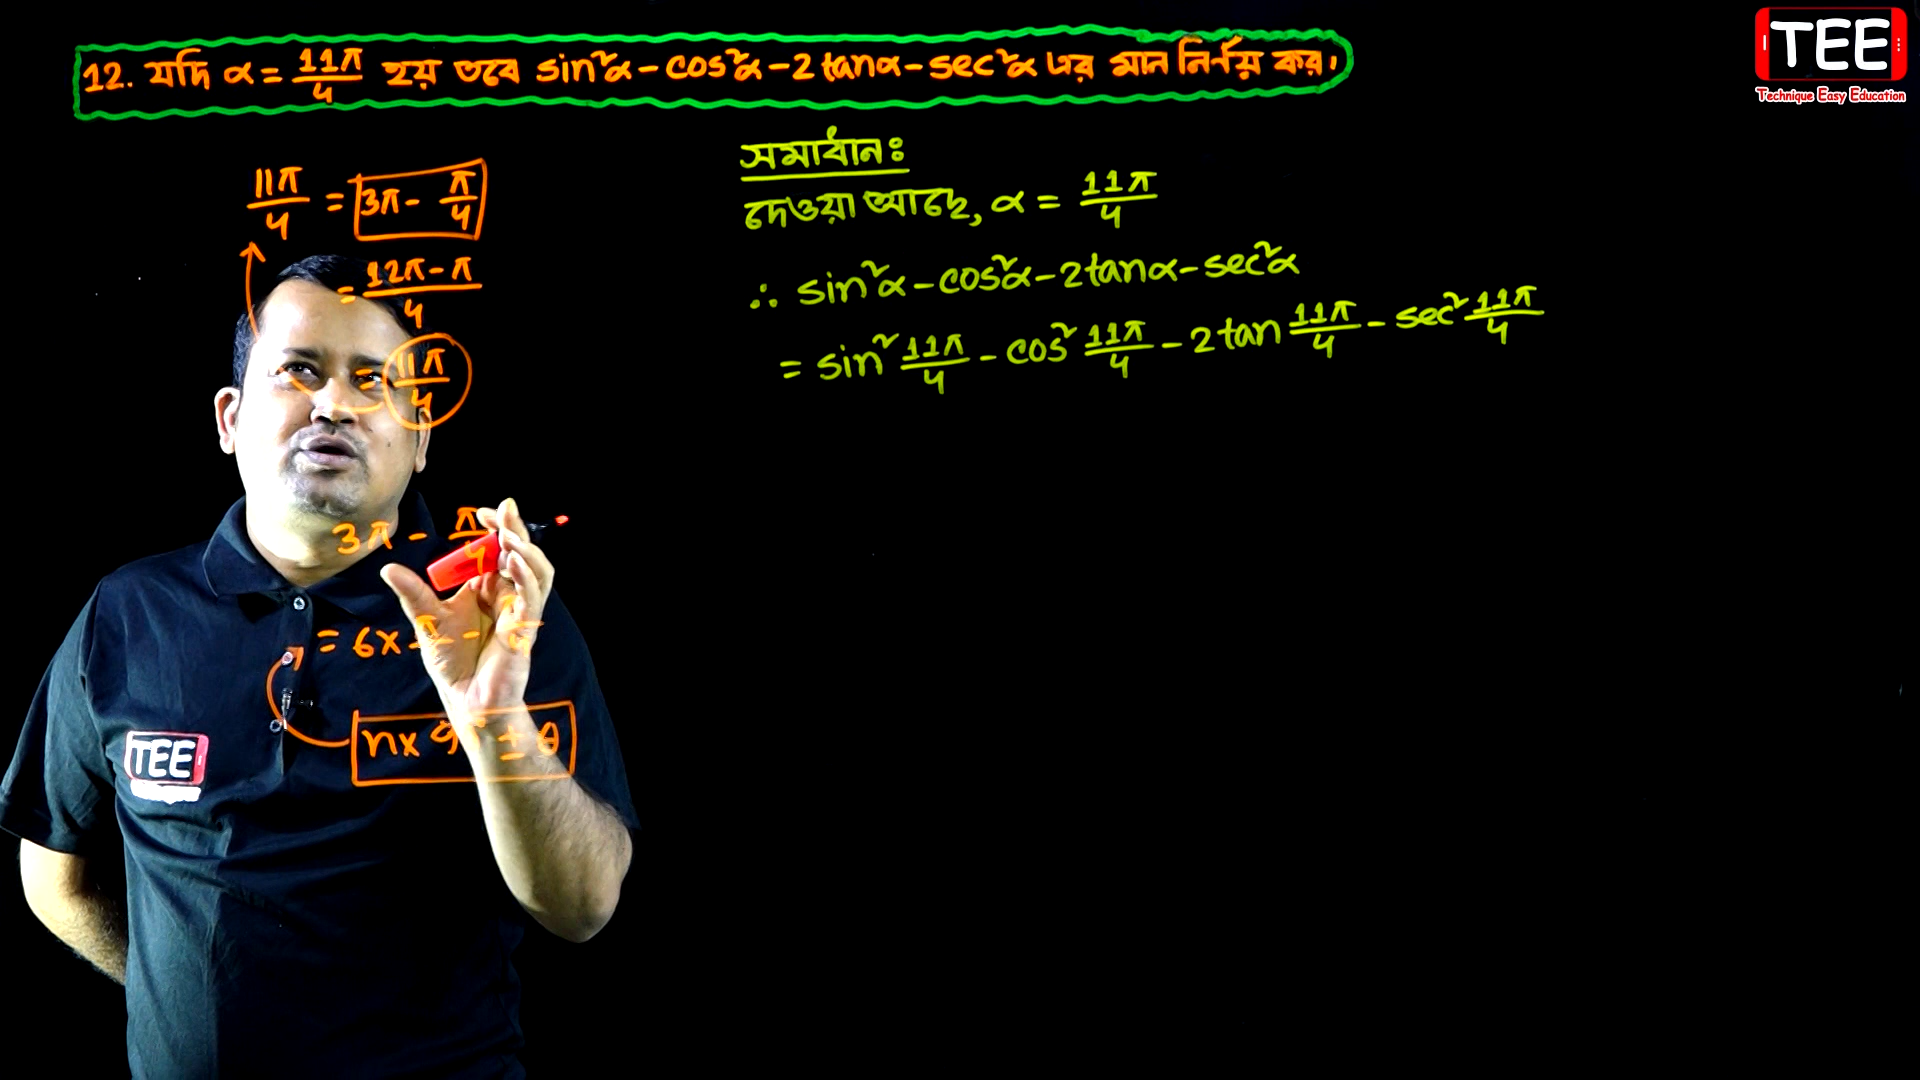 12. যদি α = 11π/4 হয় তবে sin²α - cos²α - 2 tanα - sec²α এর মান নির্ণয় কর।
TEE
Technique Easy Education
11π/4 = 3π - π/4
= 12π - π/4
= 11π/4
3π - π/4
= 6×
n×9 ± θ
TEE
সমাধানঃ
দেওয়া আছে, α = 11π/4
∴ sin²α - cos²α - 2tanα - sec²α
= sin² 11π/4 - cos² 11π/4 - 2 tan 11π/4 - sec² 11π/4